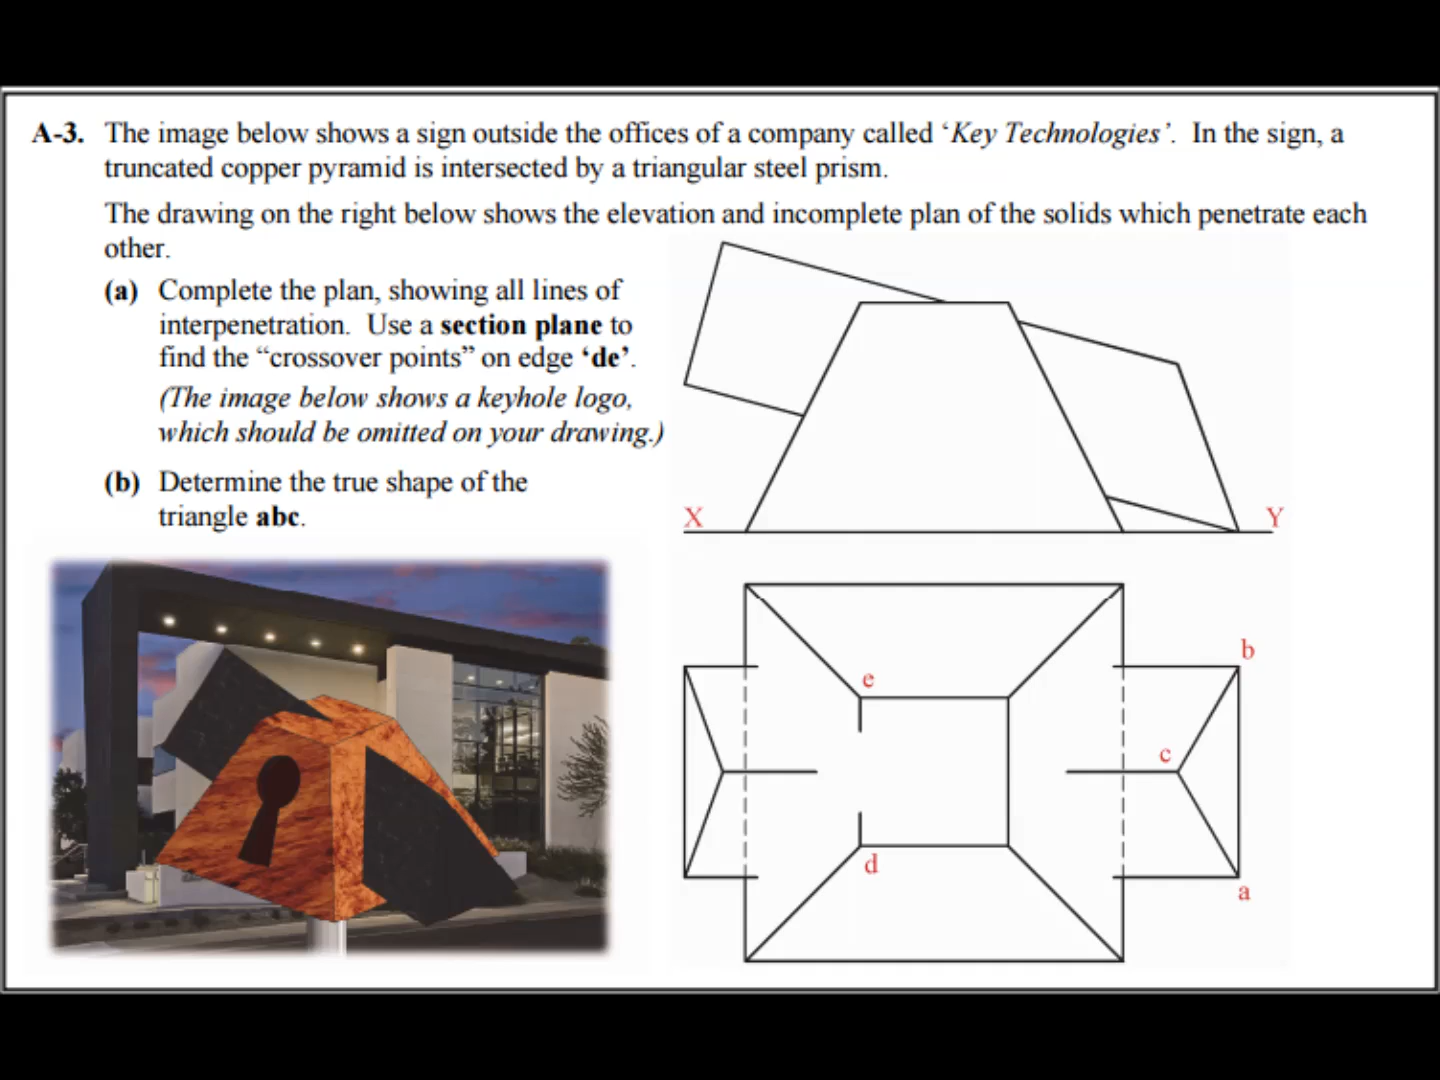 A-3. The image below shows a sign outside the offices of a company called ‘Key Technologies’. In the sign, a
truncated copper pyramid is intersected by a triangular steel prism.
The drawing on the right below shows the elevation and incomplete plan of the solids which penetrate each
other.
(a) Complete the plan, showing all lines of
interpenetration. Use a section plane to
find the “crossover points” on edge ‘de’.
(The image below shows a keyhole logo,
which should be omitted on your drawing.)
(b) Determine the true shape of the
triangle abc.
X
Y
b
e
c
d
a